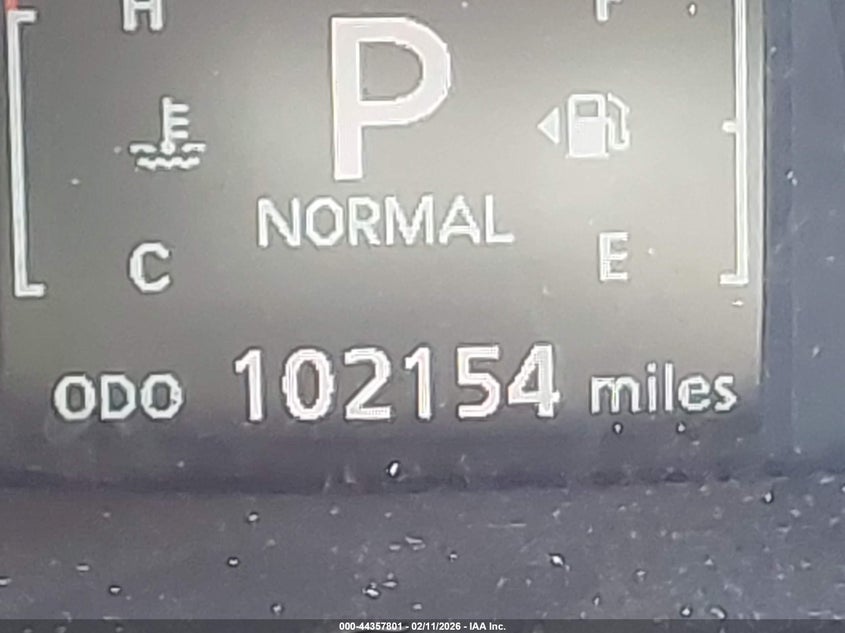 H F
P
NORMAL
C E
ODO 102154 miles
000-44357801 - 02/11/2026 - IAA Inc.